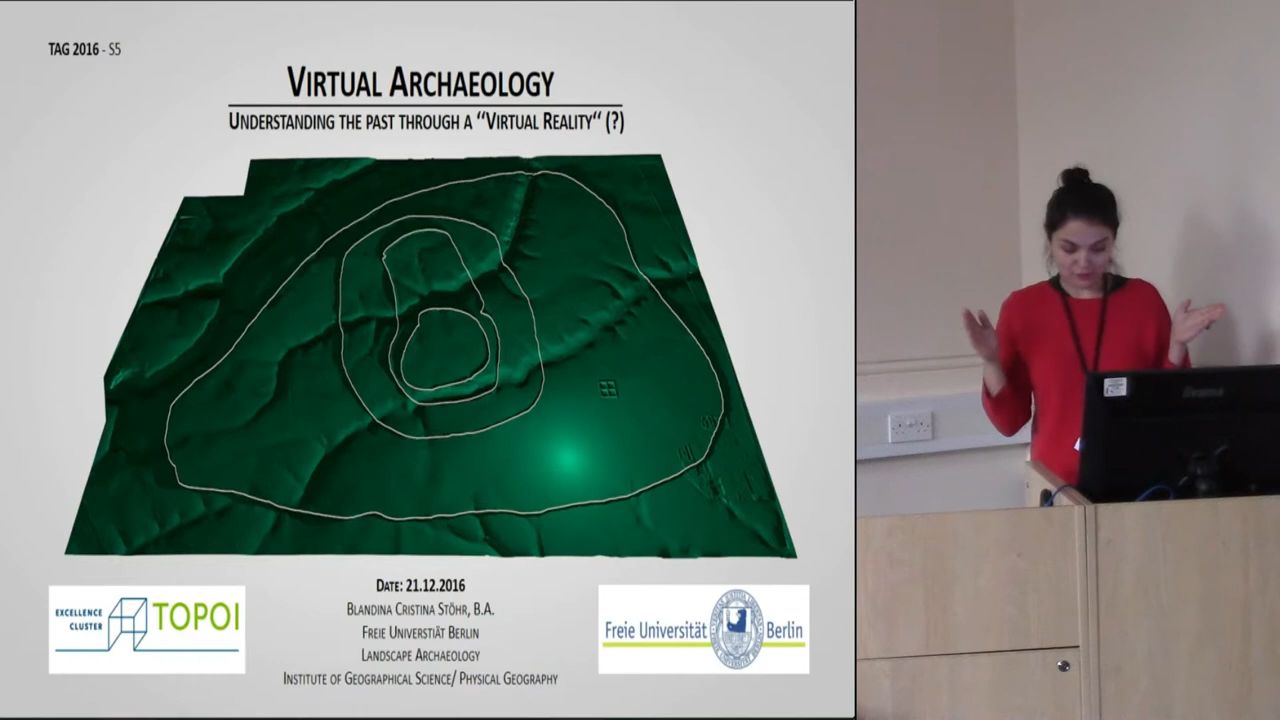 TAG 2016 - S5
VIRTUAL ARCHAEOLOGY
UNDERSTANDING THE PAST THROUGH A “VIRTUAL REALITY“ (?)
EXCELLENCE
CLUSTER
TOPOI
DATE: 21.12.2016
BLANDINA CRISTINA STÖHR, B.A.
FREIE UNIVERSTIÄT BERLIN
LANDSCAPE ARCHAEOLOGY
INSTITUTE OF GEOGRAPHICAL SCIENCE/ PHYSICAL GEOGRAPHY
Freie Universität Berlin